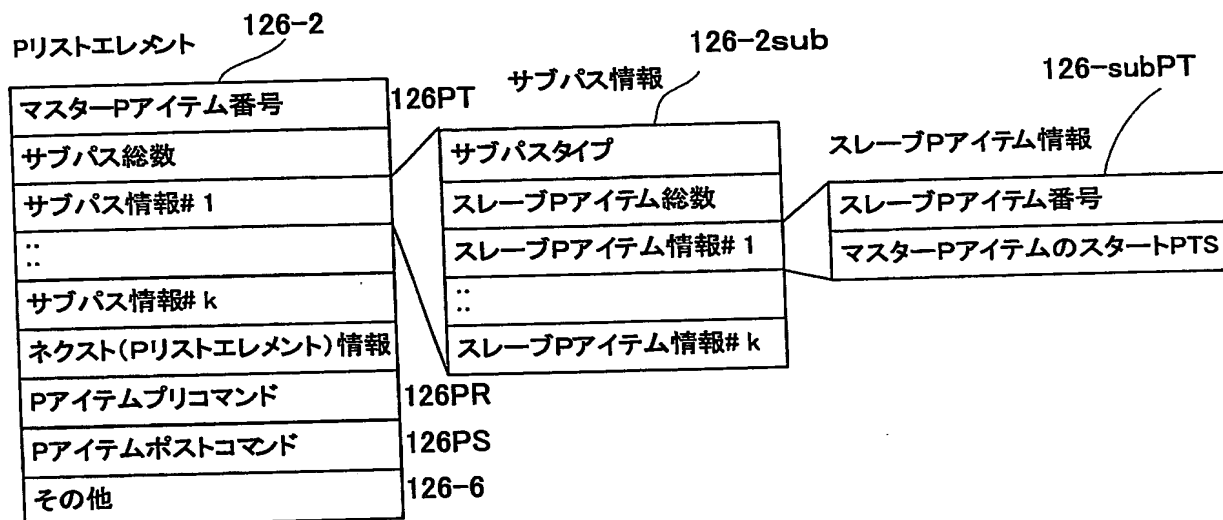 Pリストエレメント
126-2
マスターPアイテム番号
126PT
サブパス総数
サブパス情報# 1
::
サブパス情報# k
ネクスト(Pリストエレメント)情報
Pアイテムプリコマンド
126PR
Pアイテムポストコマンド
126PS
その他
126-6
サブパス情報
126-2sub
サブパスタイプ
スレーブPアイテム総数
スレーブPアイテム情報# 1
::
スレーブPアイテム情報# k
スレーブPアイテム情報
126-subPT
スレーブPアイテム番号
マスターPアイテムのスタートPTS